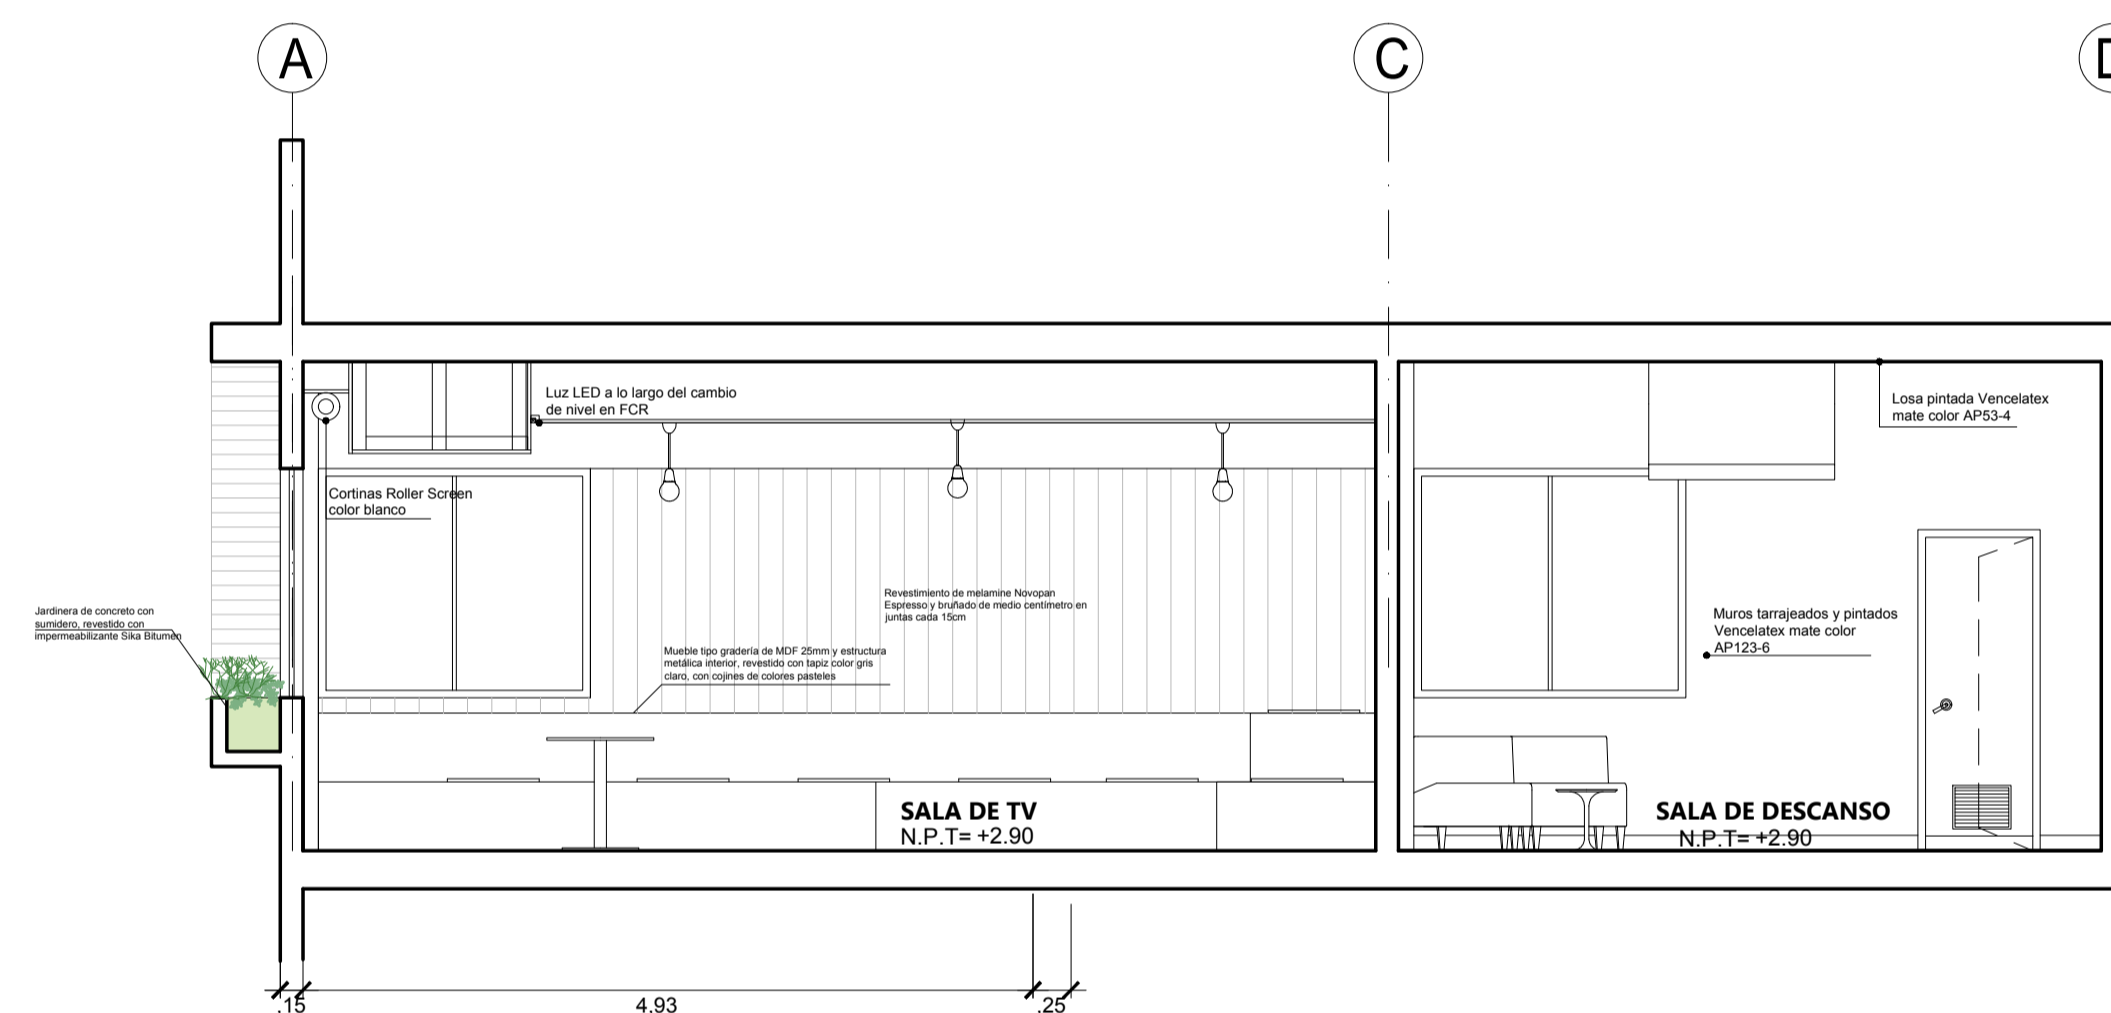 A
C
Luz LED a lo largo del cambio
de nivel en FCR
Losa pintada Vencelatex
mate color AP53-4
Cortinas Roller Screen
color blanco
Revestimiento de melamine Novopan
Espresso y bruñado de medio centímetro en
juntas cada 15cm
Jardinera de concreto con
sumidero, revestido con
impermeabilizante Sika Bitumen
Muros tarrajeados y pintados
Vencelatex mate color
AP123-6
Mueble tipo gradería de MDF 25mm y estructura
metálica interior, revestido con tapiz color gris
claro, con cojines de colores pasteles
SALA DE TV
N.P.T= +2.90
SALA DE DESCANSO
N.P.T= +2.90
.15
4.93
.25